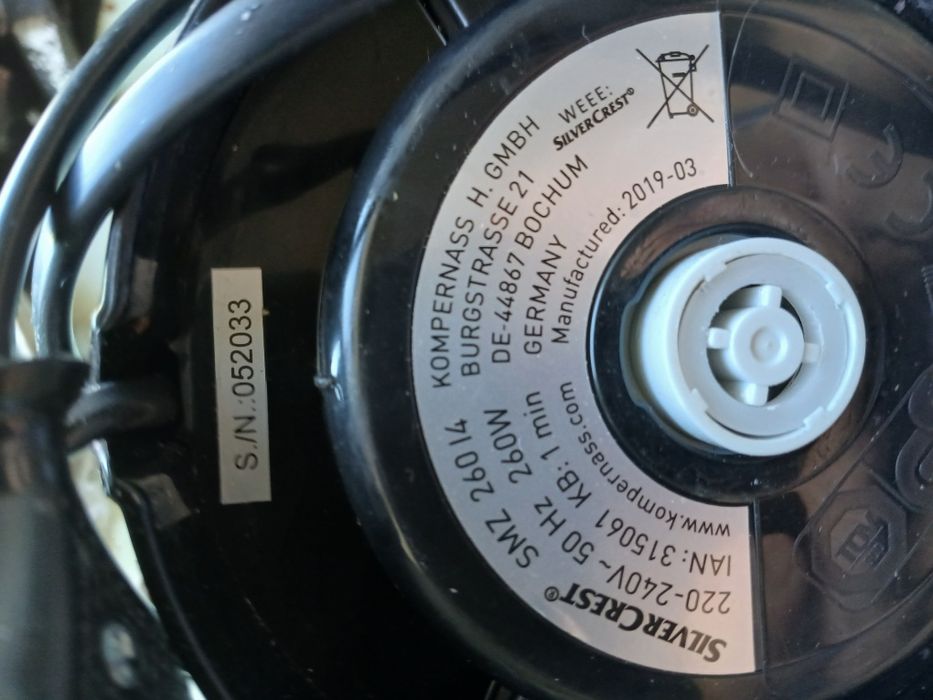 SILVERCREST® SMZ 260 I4
220-240V~ 50 Hz 260W
IAN: 315061 KB: 1 min
www.kompernass.com
KOMPERNASS H. GMBH
BURGSTRASSE 21
DE-44867 BOCHUM
GERMANY
Manufactured: 2019-03
WEEE:
SILVERCREST®
S./N.:052033